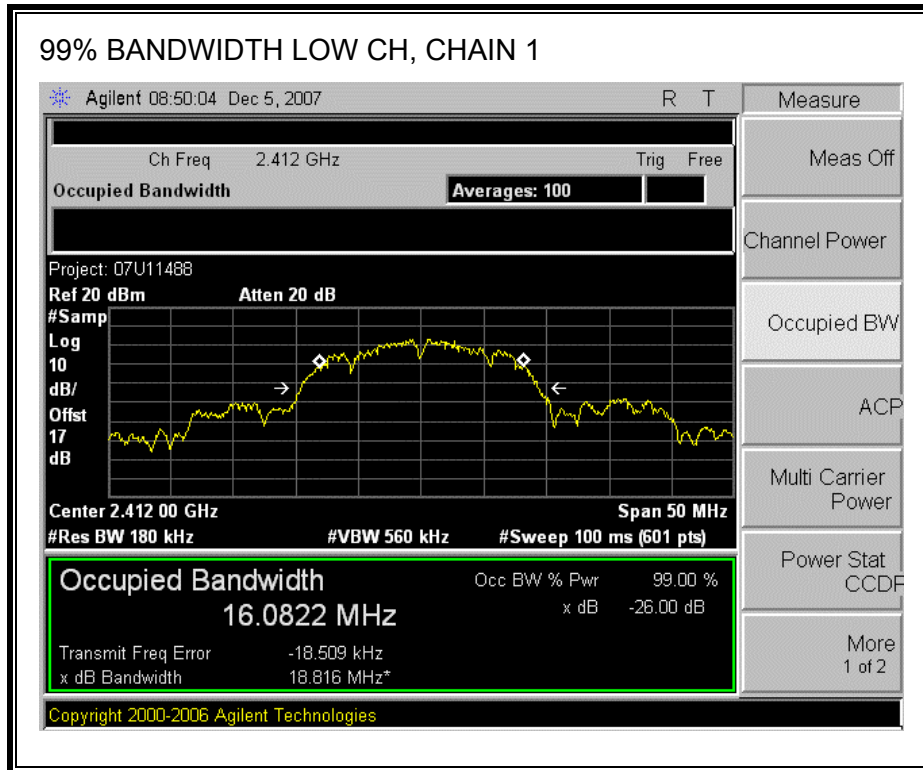 99% BANDWIDTH LOW CH, CHAIN 1
Agilent 08:50:04 Dec 5, 2007 R T
Measure
Ch Freq 2.412 GHz Trig Free
Occupied Bandwidth Averages: 100
Meas Off
Channel Power
Occupied BW
ACP
Multi Carrier
Power
Power Stat
CCDF
More
1 of 2
Project: 07U11488
Ref 20 dBm Atten 20 dB
#Samp
Log
10
dB/
Offst
17
dB
Center 2.412 00 GHz Span 50 MHz
#Res BW 180 kHz #VBW 560 kHz #Sweep 100 ms (601 pts)
Occupied Bandwidth Occ BW % Pwr 99.00 %
16.0822 MHz x dB -26.00 dB
Transmit Freq Error -18.509 kHz
x dB Bandwidth 18.816 MHz*
Copyright 2000-2006 Agilent Technologies